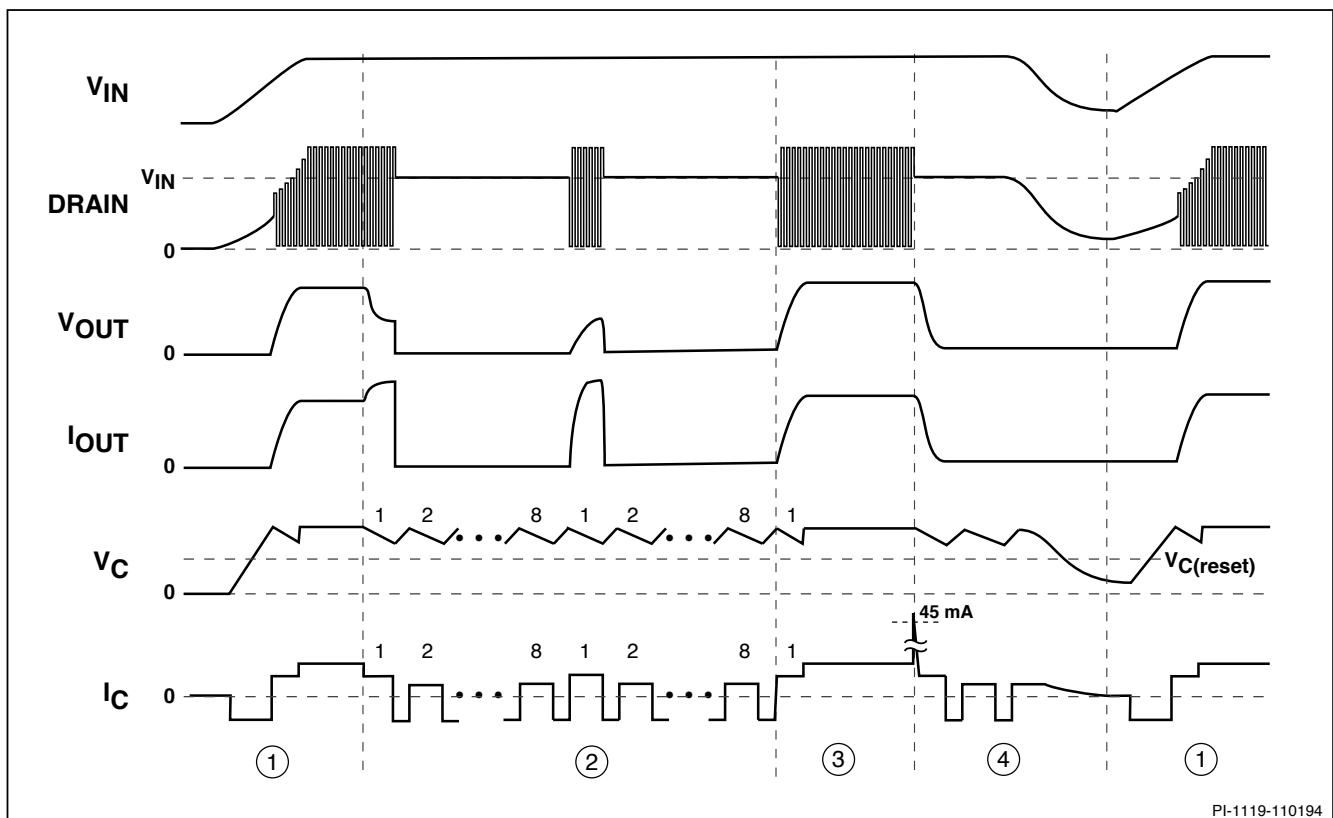 VIN
VIN
DRAIN
0
VOUT
0
IOUT
0
1 2 • • • 8 1 2 • • • 8 1
VC
VC(reset)
0
45 mA
1 2 • • • 8 1 2 • • • 8 1
IC
0
1 2 3 4 1
PI-1119-110194